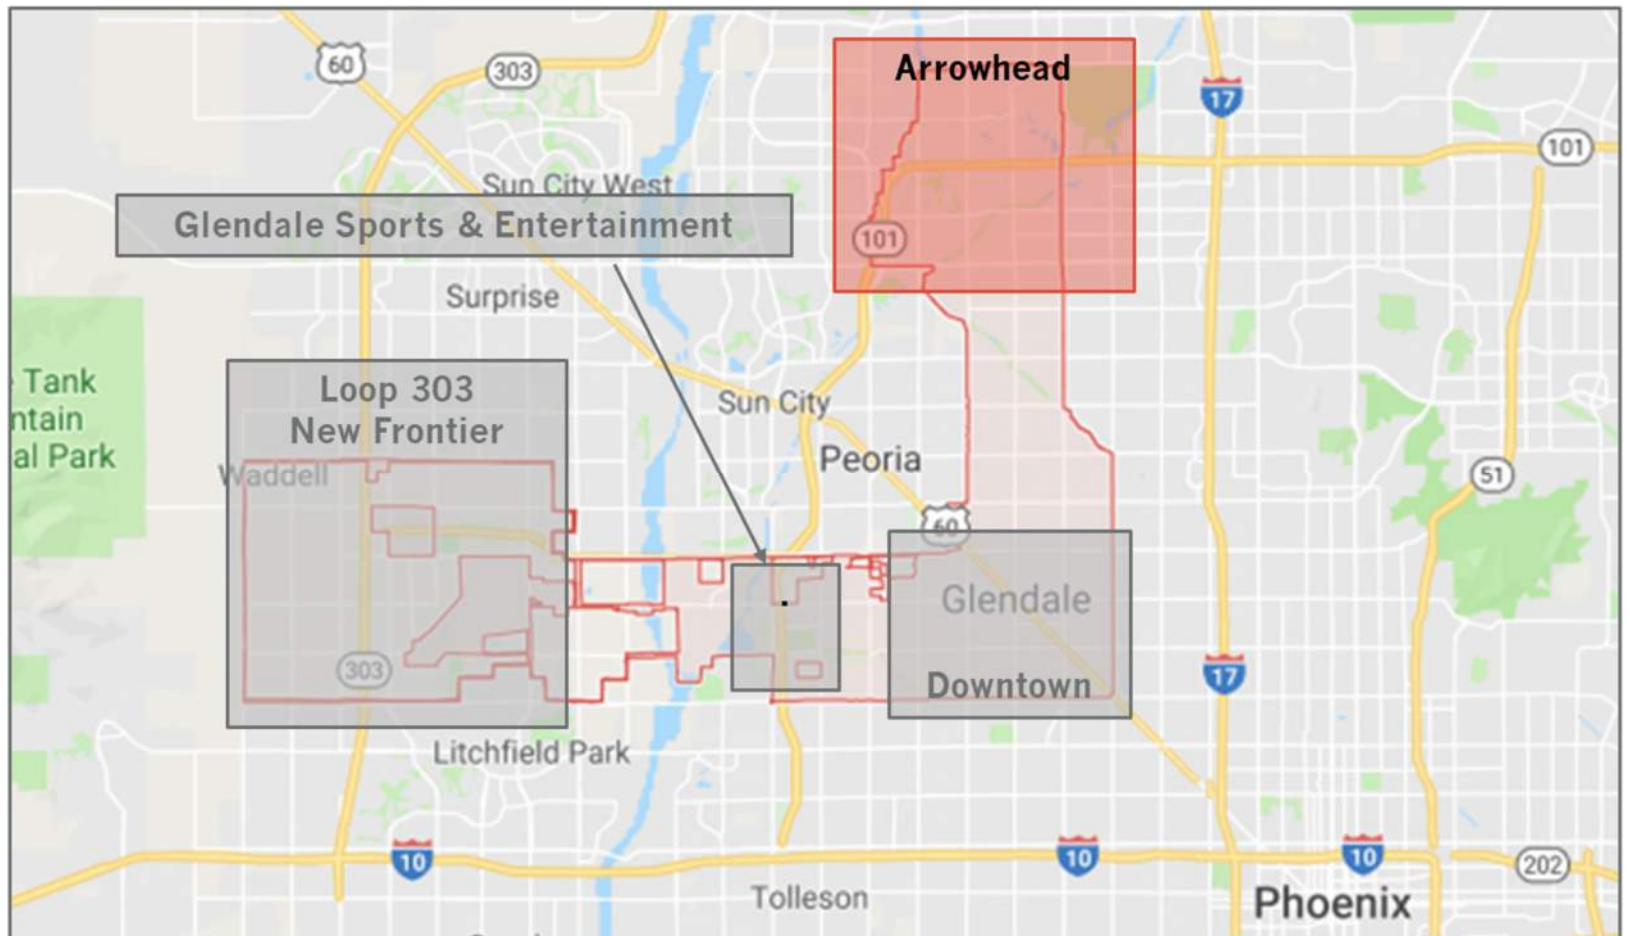 Arrowhead
60
303
17
101
Sun City West
Glendale Sports & Entertainment
101
Surprise
Tank
ntain
al Park
Loop 303
New Frontier
Sun City
Peoria
Waddell
51
60
Glendale
303
17
Downtown
Litchfield Park
10
10
10
202
Tolleson
Phoenix